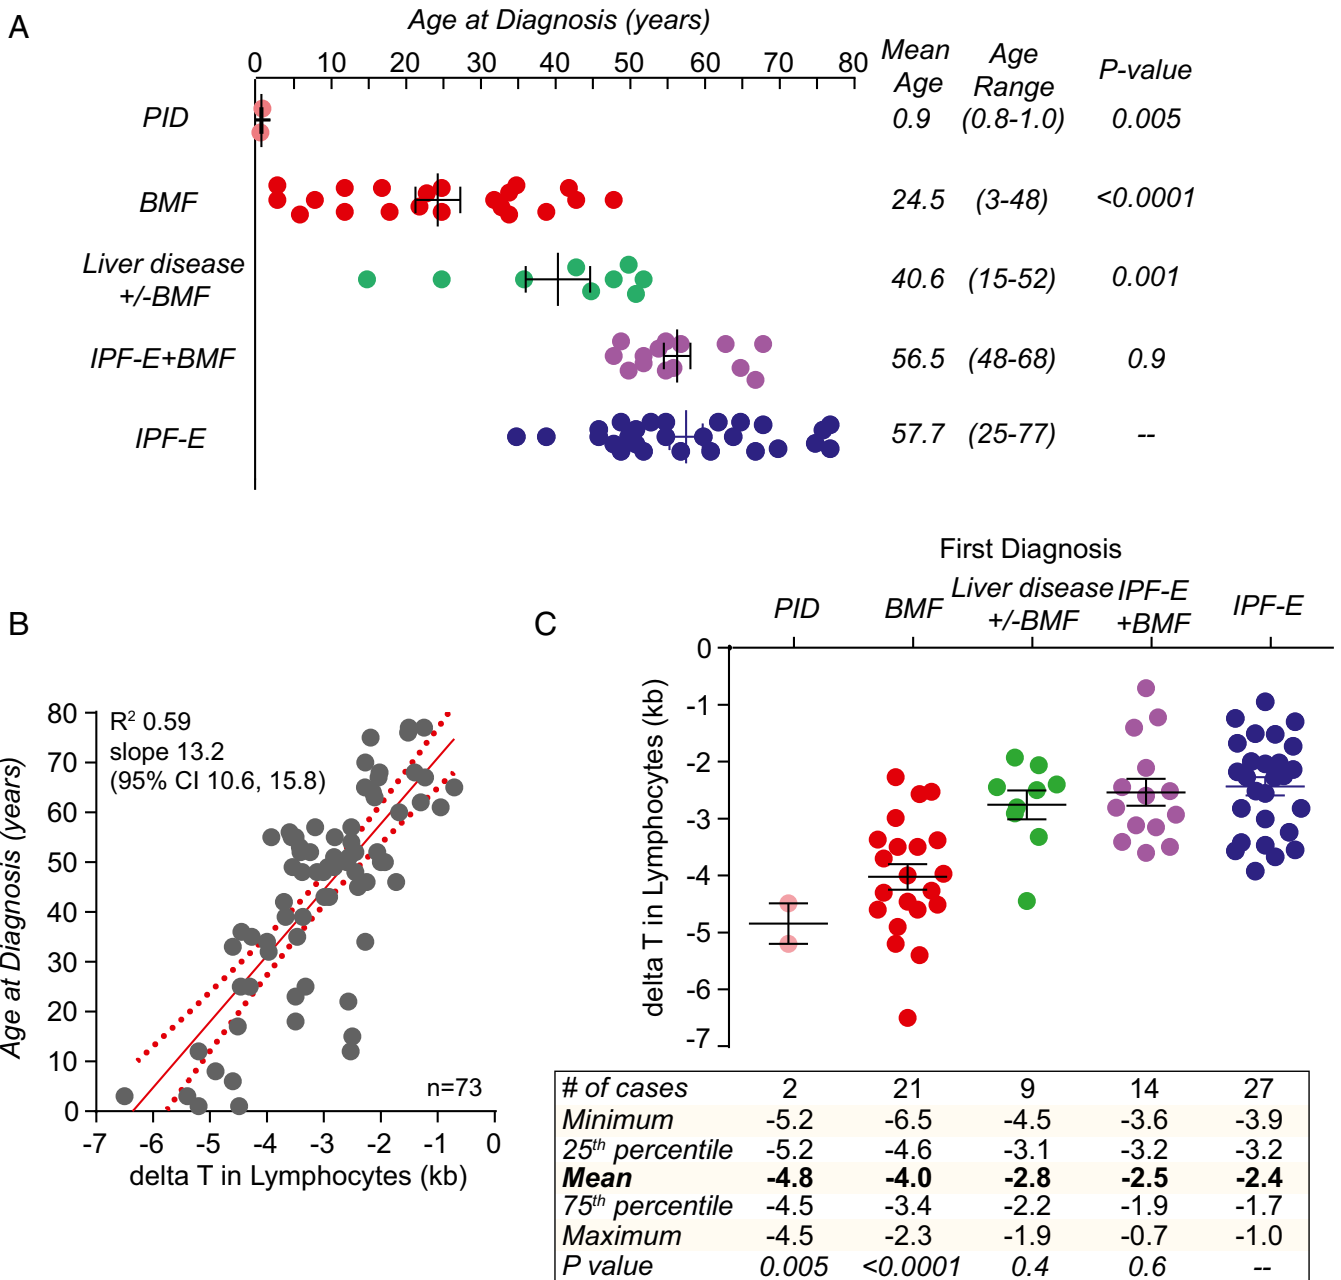 A
Age at Diagnosis (years)
0 10 20 30 40 50 60 70 80
Mean Age
Age Range
P-value
PID 0.9 (0.8-1.0) 0.005
BMF 24.5 (3-48) <0.0001
Liver disease
+/-BMF 40.6 (15-52) 0.001
IPF-E+BMF 56.5 (48-68) 0.9
IPF-E 57.7 (25-77) --
B
R² 0.59
slope 13.2
(95% CI 10.6, 15.8)
Age at Diagnosis (years)
80
70
60
50
40
30
20
10
0
n=73
-7 -6 -5 -4 -3 -2 -1 0
delta T in Lymphocytes (kb)
C
First Diagnosis
PID
BMF
Liver disease
+/-BMF
IPF-E
+BMF
IPF-E
delta T in Lymphocytes (kb)
0
-1
-2
-3
-4
-5
-6
-7
# of cases 2 21 9 14 27
Minimum -5.2 -6.5 -4.5 -3.6 -3.9
25th percentile -5.2 -4.6 -3.1 -3.2 -3.2
Mean -4.8 -4.0 -2.8 -2.5 -2.4
75th percentile -4.5 -3.4 -2.2 -1.9 -1.7
Maximum -4.5 -2.3 -1.9 -0.7 -1.0
P value 0.005 <0.0001 0.4 0.6 --